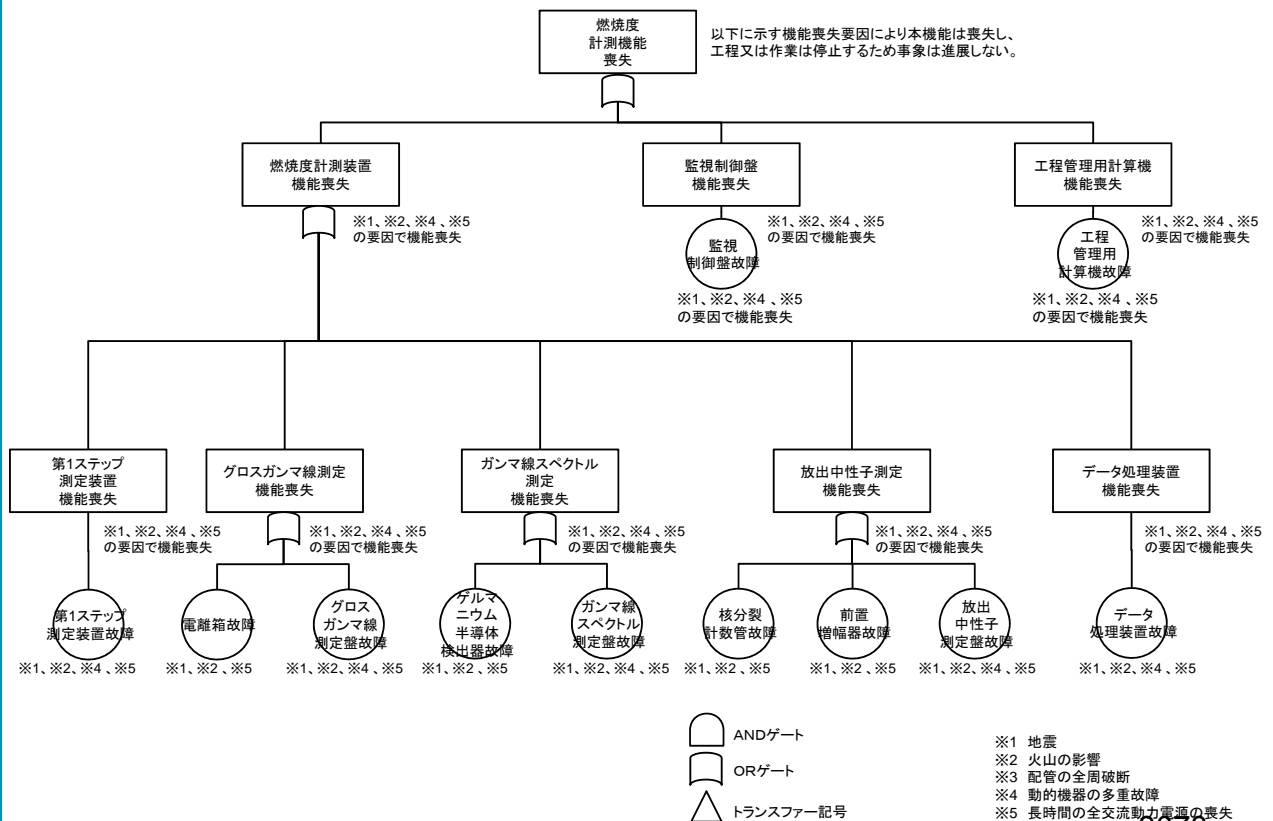 燃焼度
計測機能
喪失
以下に示す機能喪失要因により本機能は喪失し、
工程又は作業は停止するため事象は進展しない。
燃焼度計測装置
機能喪失
※1、※2、※4 、※5
の要因で機能喪失
監視制御盤
機能喪失
※1、※2、※4 、※5
の要因で機能喪失
監視
制御盤故障
※1、※2、※4 、※5
の要因で機能喪失
工程管理用計算機
機能喪失
※1、※2、※4 、※5
の要因で機能喪失
工程
管理用
計算機故障
※1、※2、※4 、※5
の要因で機能喪失
第1ステップ
測定装置
機能喪失
※1、※2、※4 、※5
の要因で機能喪失
第1ステップ
測定装置故障
※1、※2、※4、※5
グロスガンマ線測定
機能喪失
※1、※2、※4 、※5
の要因で機能喪失
電離箱故障
※1、※2 、※5
グロス
ガンマ線
測定盤故障
※1、※2、※4、※5
ガンマ線スペクトル
測定
機能喪失
※1、※2、※4 、※5
の要因で機能喪失
ゲルマ
ニウム
半導体
検出器故障
※1、※2 、※5
ガンマ線
スペクトル
測定盤故障
※1、※2、※4、※5
放出中性子測定
機能喪失
※1、※2、※4 、※5
の要因で機能喪失
核分裂
計数管故障
※1、※2 、※5
前置
増幅器故障
※1、※2 、※5
放出
中性子
測定盤故障
※1、※2、※4、※5
データ処理装置
機能喪失
※1、※2、※4 、※5
の要因で機能喪失
データ
処理装置故障
※1、※2、※4、※5
ANDゲート
ORゲート
トランスファー記号
※1 地震
※2 火山の影響
※3 配管の全周破断
※4 動的機器の多重故障
※5 長時間の全交流動力電源の喪失